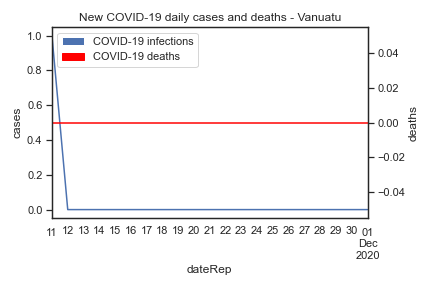 New COVID-19 daily cases and deaths - Vanuatu
COVID-19 infections
COVID-19 deaths
1.0
0.8
0.6
0.4
0.2
0.0
cases
0.04
0.02
0.00
−0.02
−0.04
deaths
11 12 13 14 15 16 17 18 19 20 21 22 23 24 25 26 27 28 29 30 01
Dec
2020
dateRep